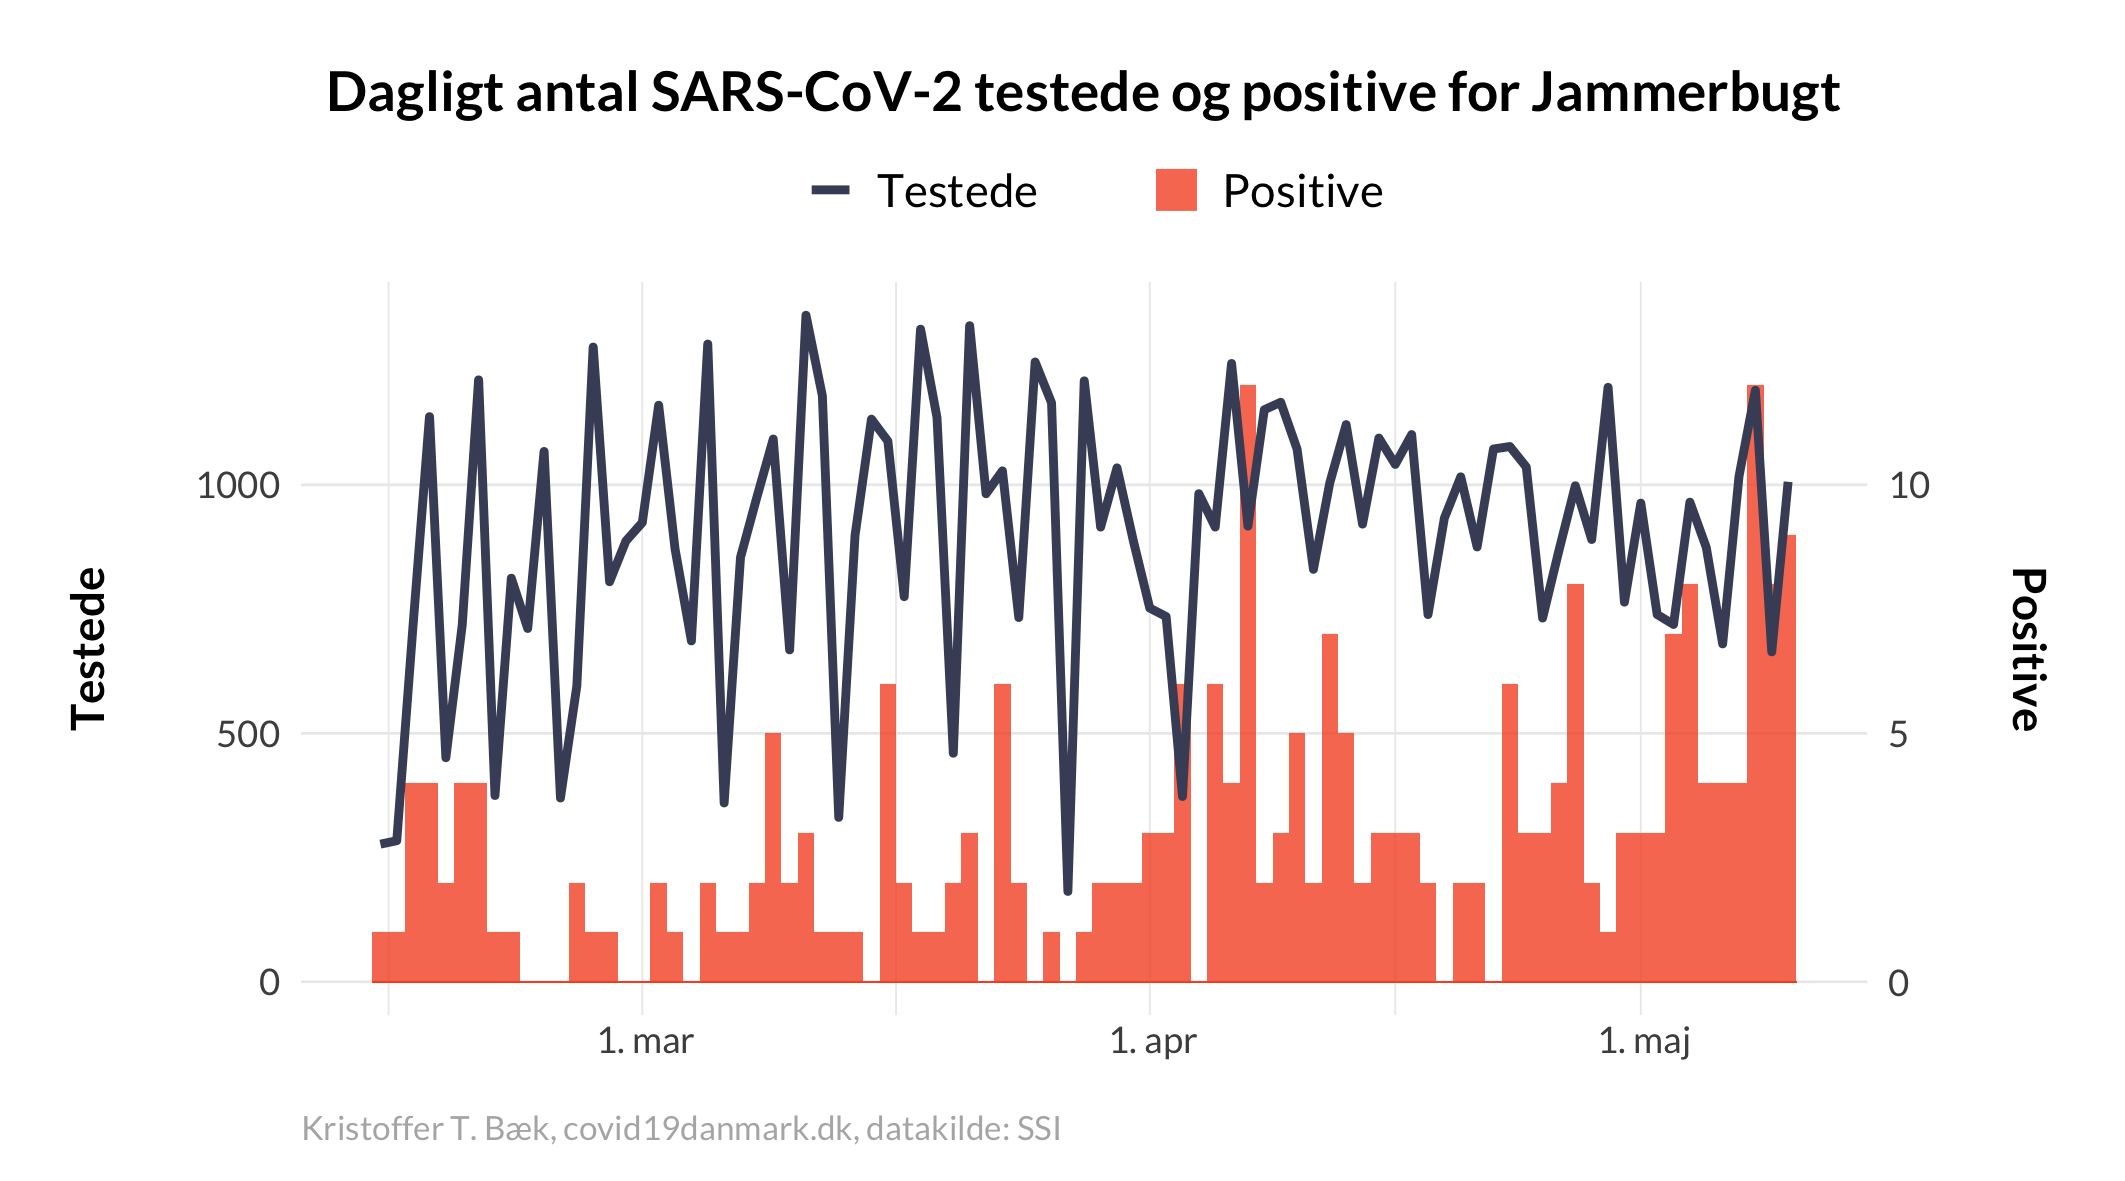 Dagligt antal SARS-CoV-2 testede og positive for Jammerbugt
Testede
Positive
Testede
1000
500
0
10
5
0
Positive
1. mar
1. apr
1. maj
Kristoffer T. Bæk, covid19danmark.dk, datakilde: SSI